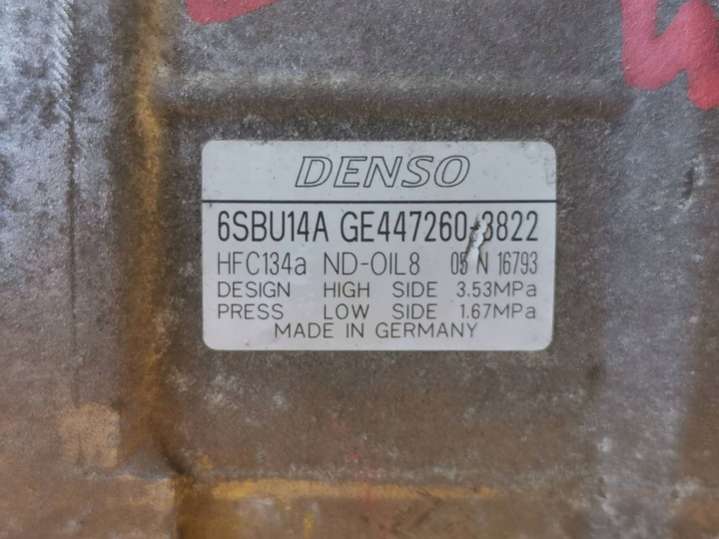 DENSO
6SBU14A GE447260-3822
HFC134a ND-OIL8 05 N 16793
DESIGN HIGH SIDE 3.53MPa
PRESS LOW SIDE 1.67MPa
MADE IN GERMANY